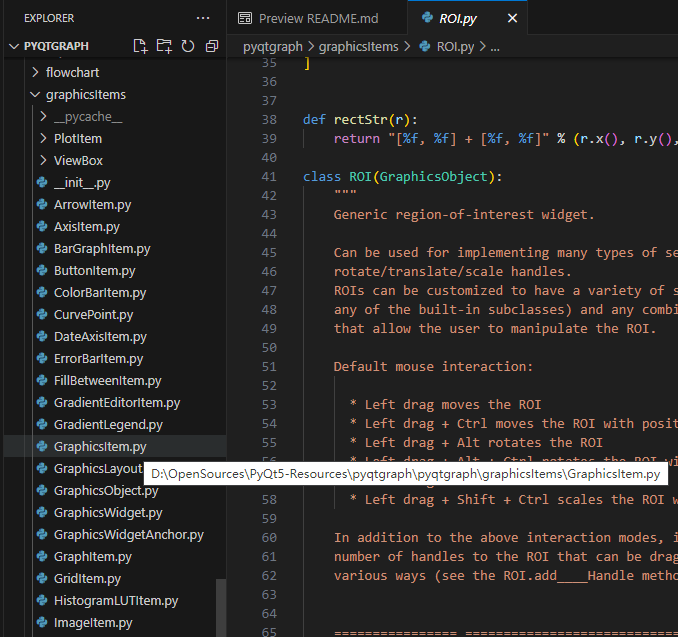 EXPLORER
PYQTGRAPH
flowchart
graphicsItems
__pycache__
PlotItem
ViewBox
__init__.py
ArrowItem.py
AxisItem.py
BarGraphItem.py
ButtonItem.py
ColorBarItem.py
CurvePoint.py
DateAxisItem.py
ErrorBarItem.py
FillBetweenItem.py
GradientEditorItem.py
GradientLegend.py
GraphicsItem.py
GraphicsLayout
GraphicsObject.py
GraphicsWidget.py
GraphicsWidgetAnchor.py
GraphItem.py
GridItem.py
HistogramLUTItem.py
ImageItem.py
Preview README.md
ROI.py
pyqtgraph > graphicsItems > ROI.py > ...
35 ]
36
37
38 def rectStr(r):
39 return "[%f, %f] + [%f, %f]" % (r.x(), r.y(),
40
41 class ROI(GraphicsObject):
42 """
43 Generic region-of-interest widget.
44
45 Can be used for implementing many types of se
46 rotate/translate/scale handles.
47 ROIs can be customized to have a variety of s
48 any of the built-in subclasses) and any combi
49 that allow the user to manipulate the ROI.
50
51 Default mouse interaction:
52
53 * Left drag moves the ROI
54 * Left drag + Ctrl moves the ROI with posit
55 * Left drag + Alt rotates the ROI
56 * Left drag + Alt + Ctrl rotates the ROI wi
D:\OpenSources\PyQt5-Resources\pyqtgraph\pyqtgraph\graphicsItems\GraphicsItem.py
58 * Left drag + Shift + Ctrl scales the ROI w
59
60 In addition to the above interaction modes, i
61 number of handles to the ROI that can be drag
62 various ways (see the ROI.add____Handle metho
63
64
65